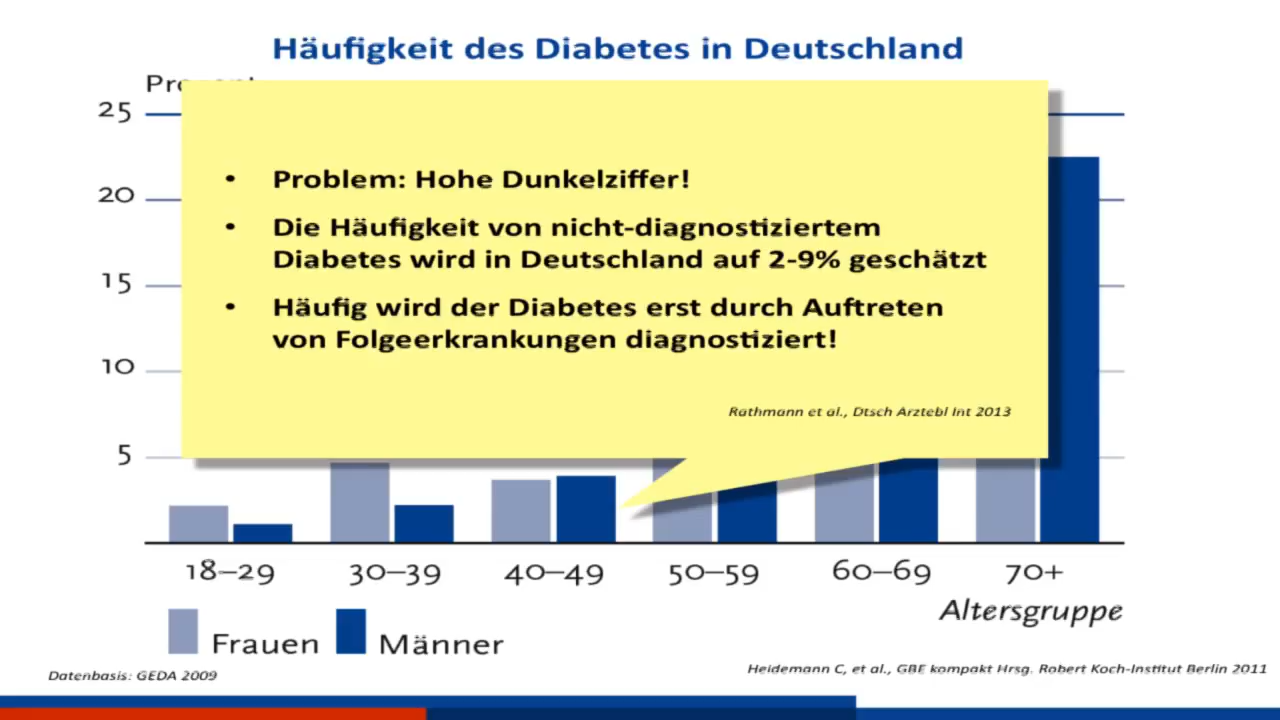 Häufigkeit des Diabetes in Deutschland
25
20
15
10
5
• Problem: Hohe Dunkelziffer!
• Die Häufigkeit von nicht-diagnostiziertem
Diabetes wird in Deutschland auf 2-9% geschätzt
• Häufig wird der Diabetes erst durch Auftreten
von Folgeerkrankungen diagnostiziert!
Rathmann et al., Dtsch Arztebl Int 2013
18–29 30–39 40–49 50–59 60–69 70+
Altersgruppe
Frauen Männer
Datenbasis: GEDA 2009
Heidemann C, et al., GBE kompakt Hrsg. Robert Koch-Institut Berlin 2011